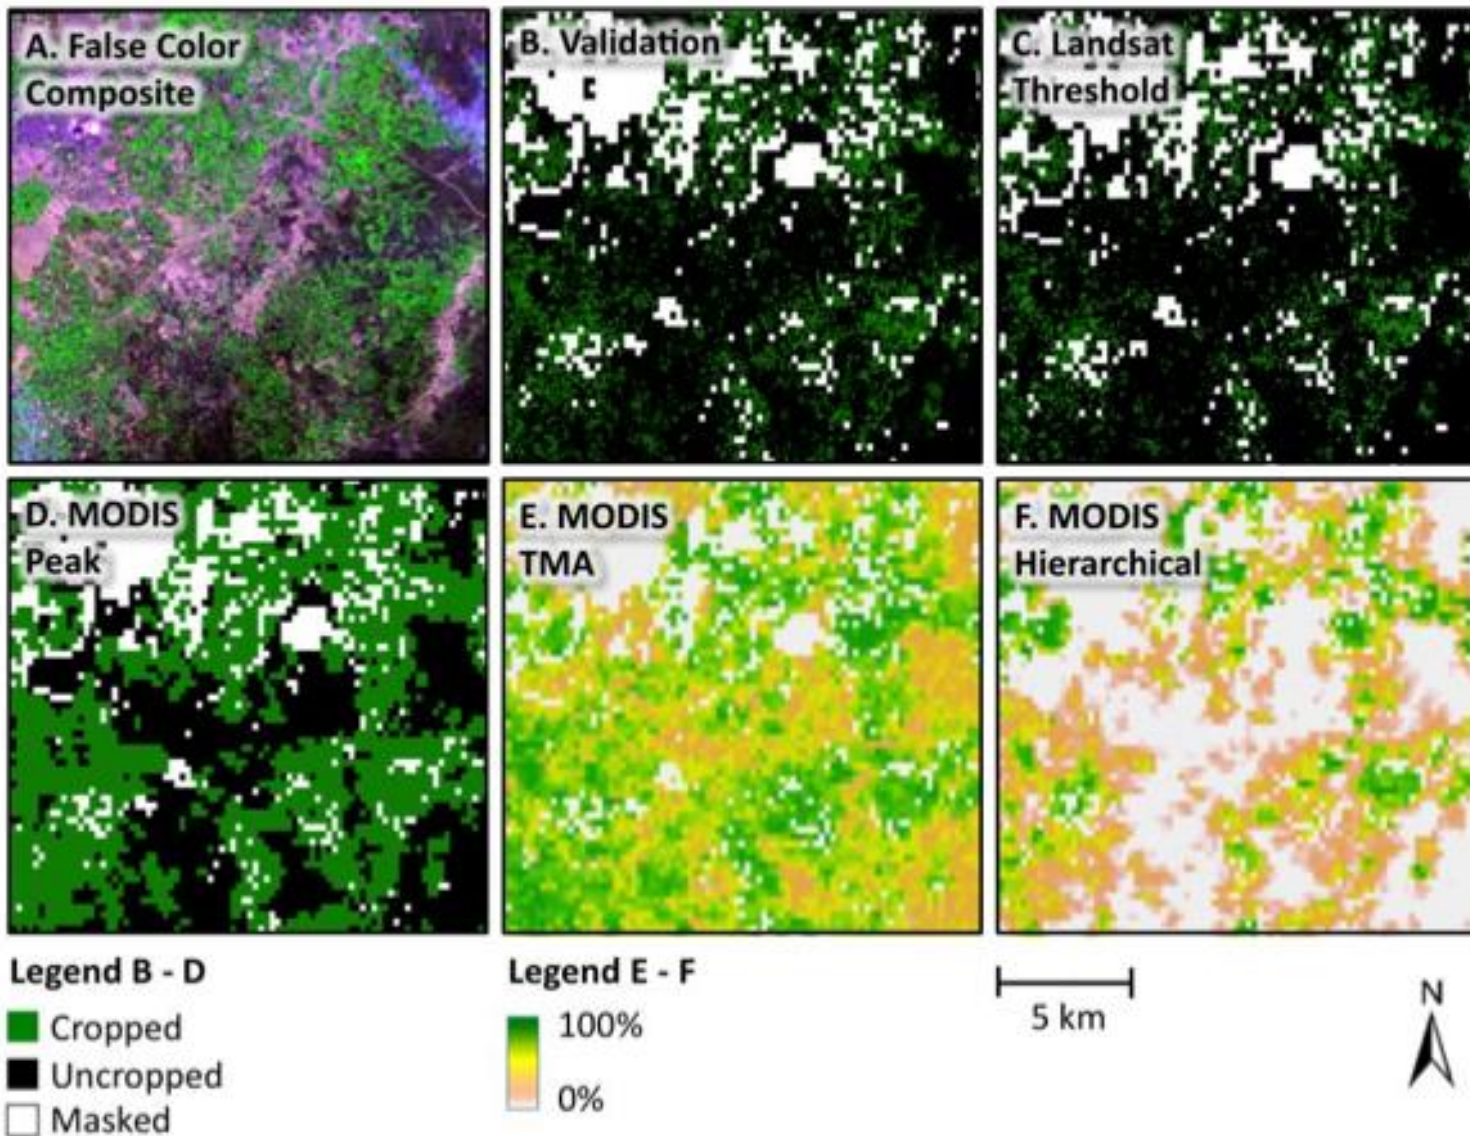 A. False Color
Composite
B. Validation
C. Landsat
Threshold
D. MODIS
Peak
E. MODIS
TMA
F. MODIS
Hierarchical
Legend B - D
Cropped
Uncropped
Masked
Legend E - F
100%
0%
5 km
N